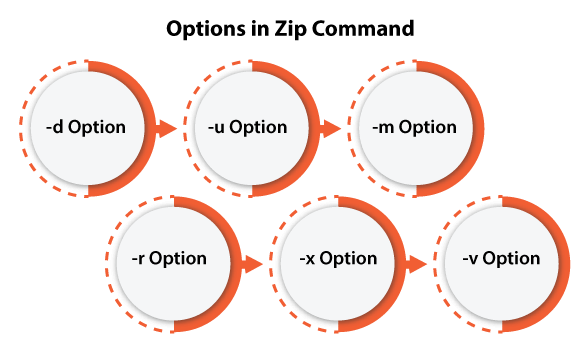 Options in Zip Command
-d Option
-u Option
-m Option
-r Option
-x Option
-v Option